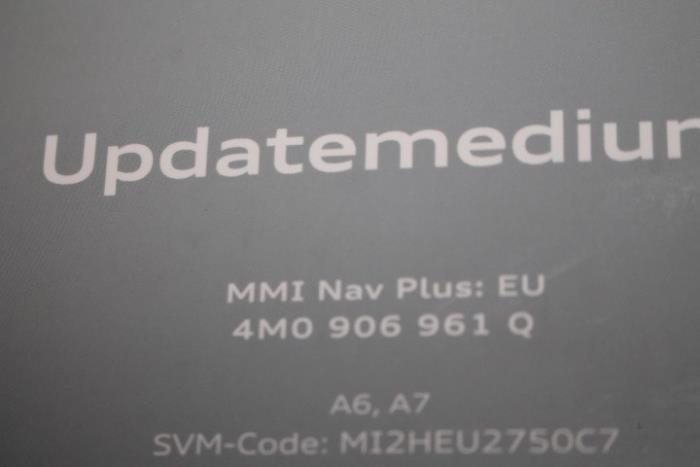 Updatemedium
MMI Nav Plus: EU
4M0 906 961 Q
A6, A7
SVM-Code: MI2HEU2750C7